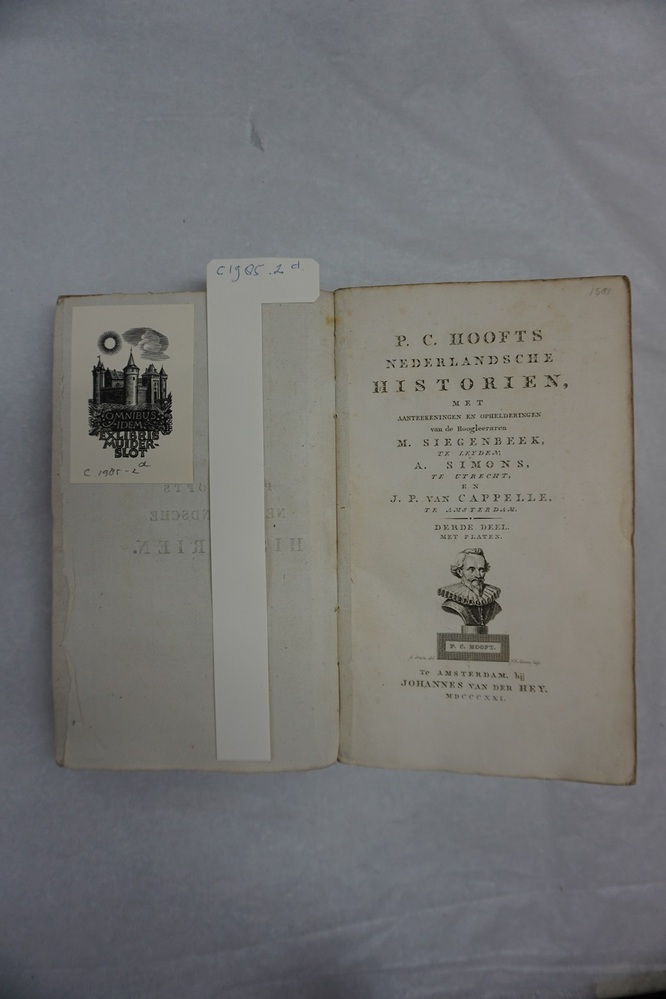 C1985.2 d.
OMNIBUS
IDEM
EXLIBRIS
MUIDER-
SLOT
C 1985-2 d
P. C. HOOFTS
NEDERLANDSCHE
HISTORIEN,
MET
AANTEEKENINGEN EN OPHELDERINGEN
van de Hoogleeraren
M. SIEGENBEEK,
TE LEYDEN;
A. SIMONS,
TE UTRECHT,
EN
J. P. VAN CAPPELLE,
TE AMSTERDAM.
DERDE DEEL.
MET PLATEN.
P. C. HOOFT.
Te AMSTERDAM, bij
JOHANNES VAN DER HEY.
MDCCCXXI.